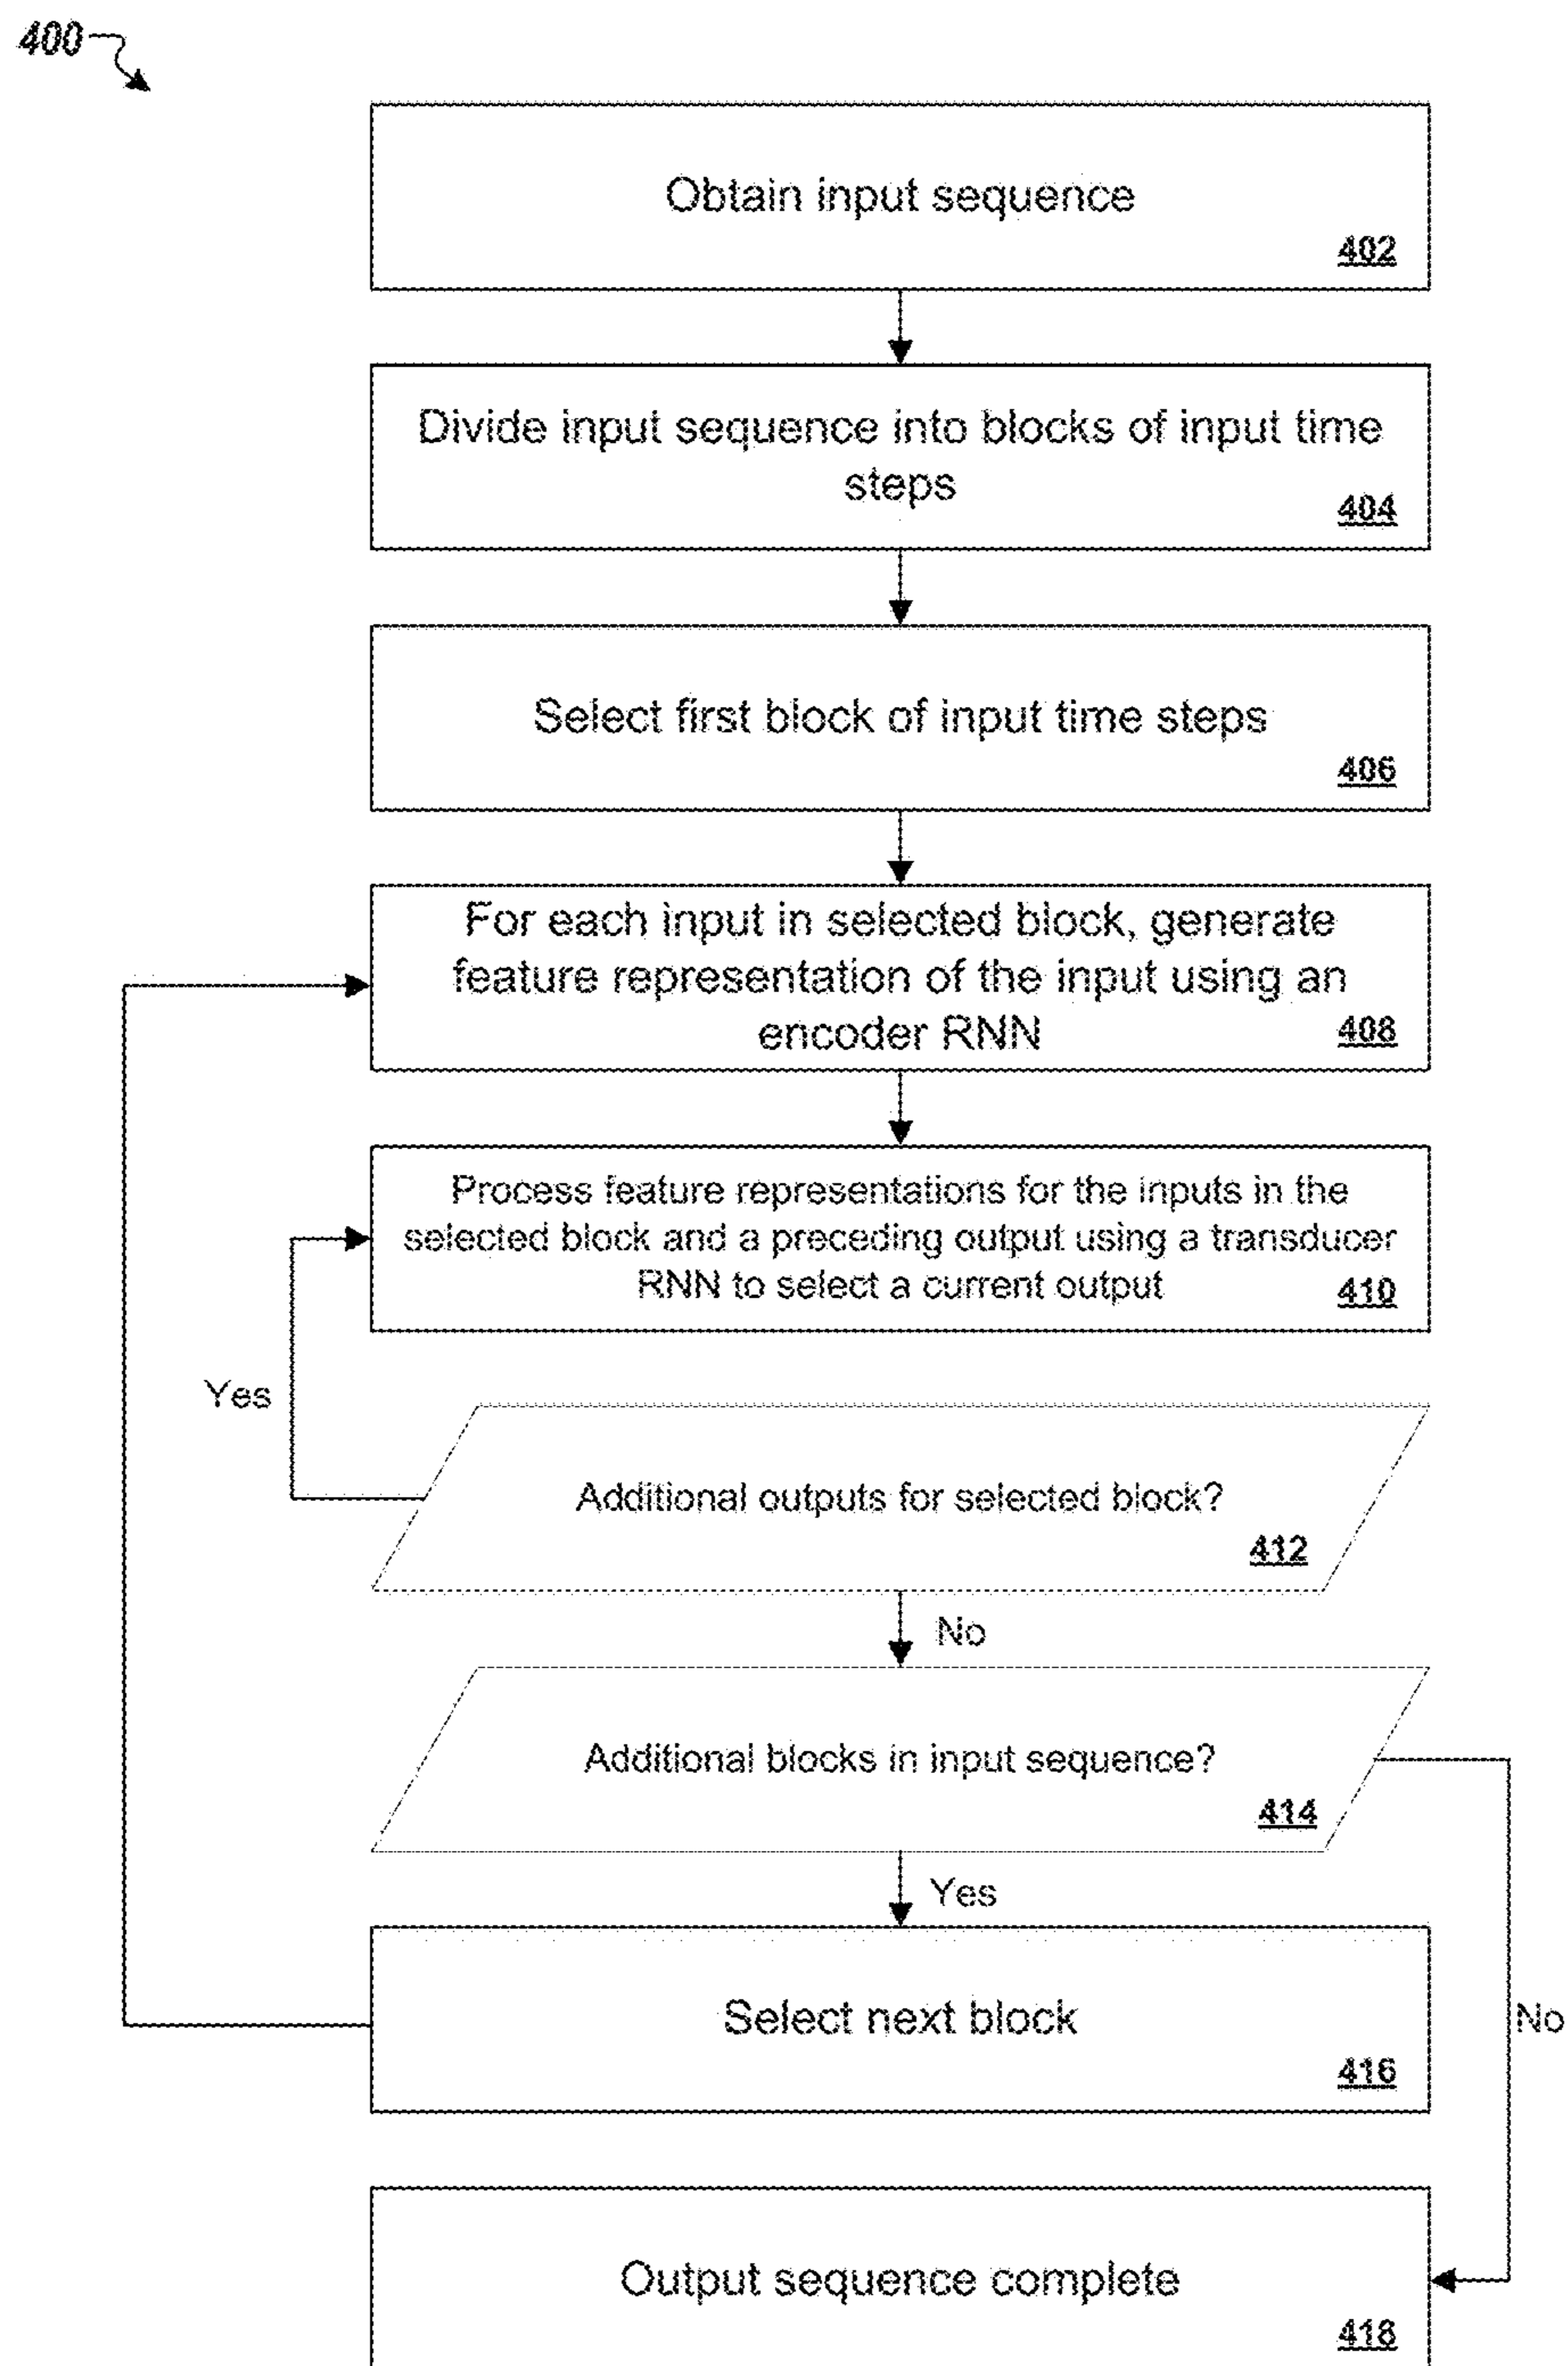 400
Obtain input sequence
402
Divide input sequence into blocks of input time
steps
404
Select first block of input time steps
406
For each input in selected block, generate
feature representation of the input using an
encoder RNN
408
Process feature representations for the inputs in the
selected block and a preceding output using a transducer
RNN to select a current output
410
Yes
Additional outputs for selected block?
412
No
Additional blocks in input sequence?
414
Yes
Select next block
416
No
Output sequence complete
418